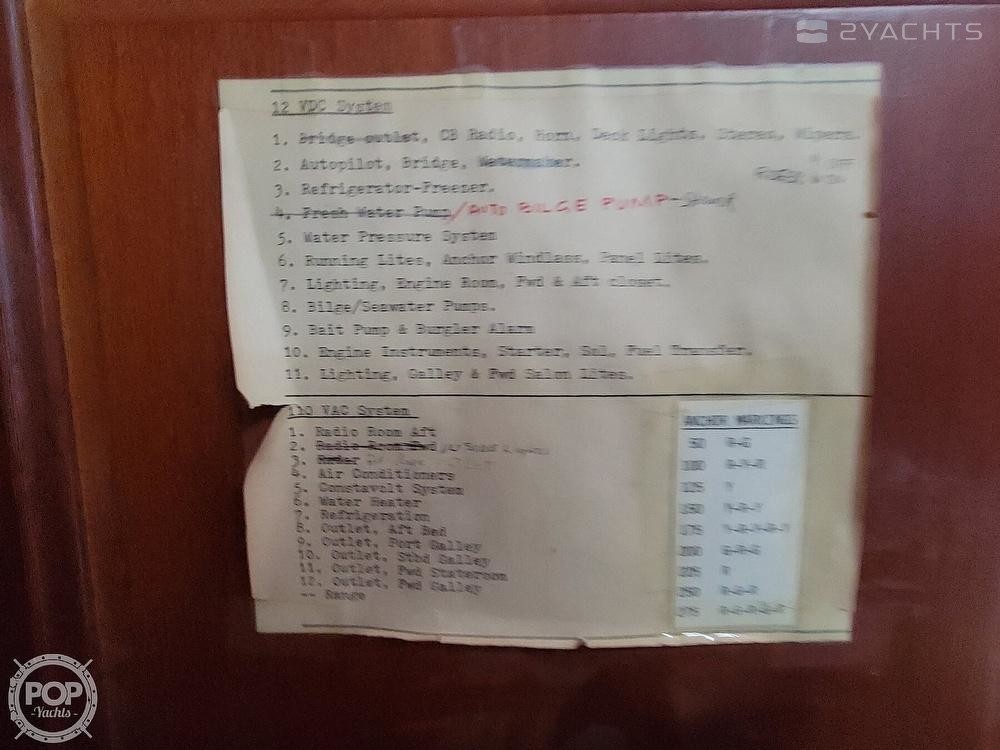 2YACHTS
12 VDC System
1. Bridge outlet, CB Radio, Horn, Deck Lights, Stereo, Wipers.
2. Autopilot, Bridge, Watermaker.
3. Refrigerator-Freezer.
4. Fresh Water Pump/AUTO BILGE PUMP-
5. Water Pressure System
6. Running Lites, Anchor Windlass, Panel Lites.
7. Lighting, Engine Room, Fwd & Aft closet.
8. Bilge/Seawater Pumps.
9. Bait Pump & Burgler Alarm
10. Engine Instruments, Starter, Sol, Fuel Transfer.
11. Lighting, Galley & Fwd Salon Lites.
110 VAC System
1. Radio Room Aft
2. Radio Room Fwd
3. Radar
4. Air Conditioners
5. Constavolt System
6. Water Heater
7. Refrigeration
8. Outlet, Aft Bed
9. Outlet, Port Galley
10. Outlet, Stbd Galley
11. Outlet, Fwd Stateroom
12. Outlet, Fwd Galley
-- Range
ANCHOR MARKINGS
50
100
125 Y
150 Y-R-Y
175
200
225 R
250
275
POP
-Yachts-